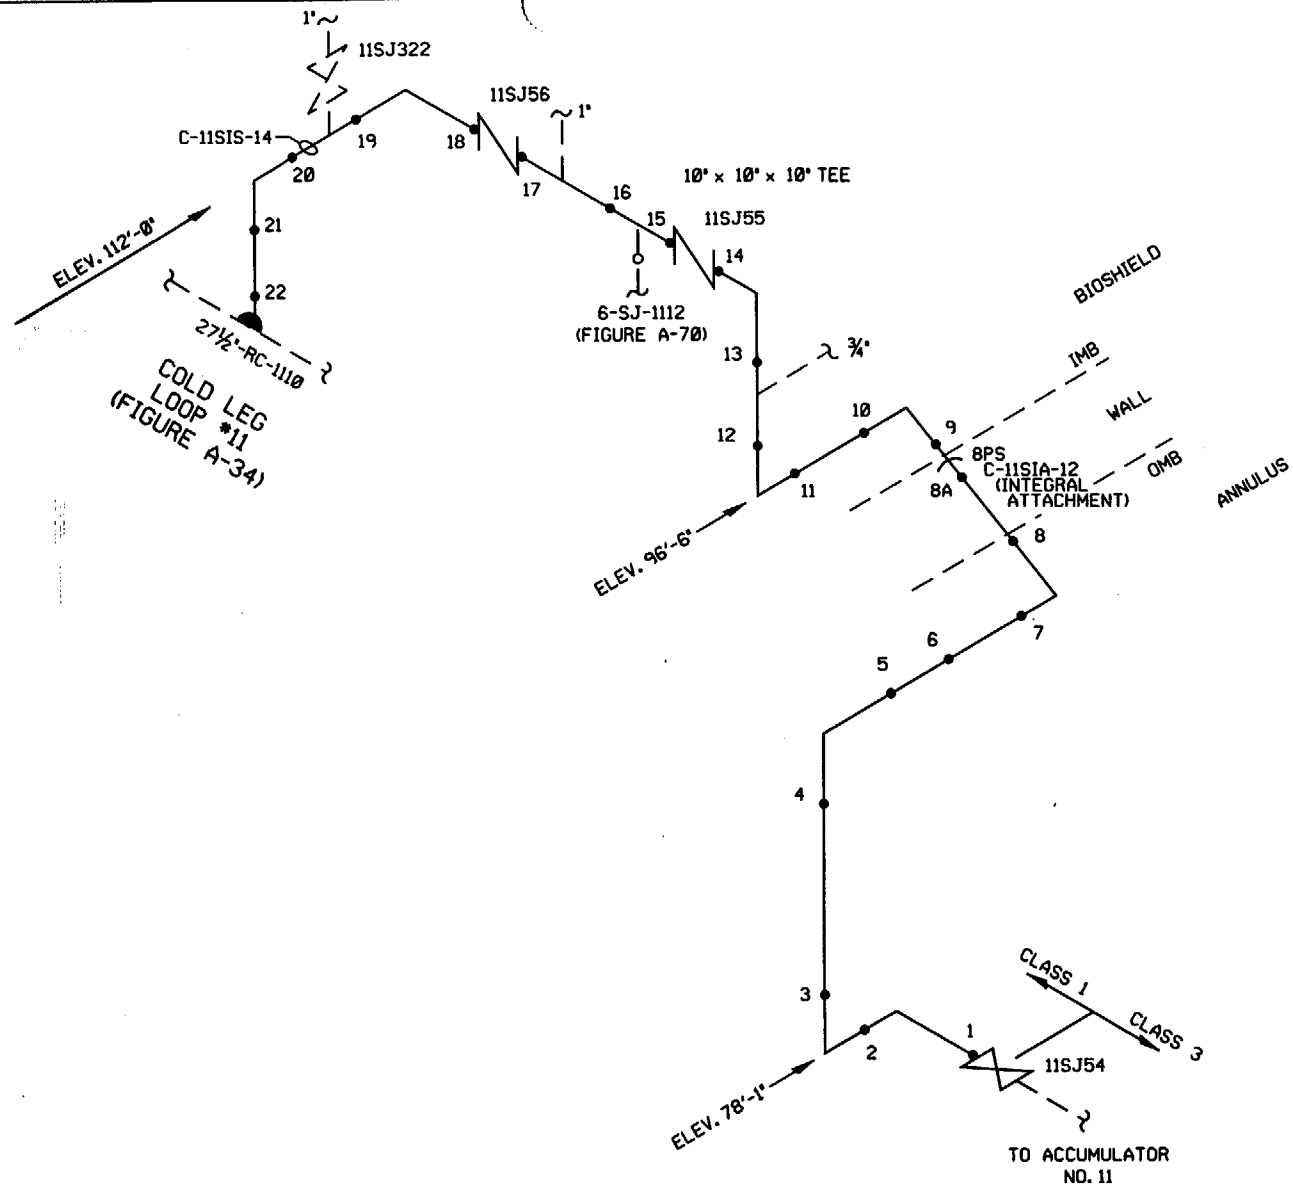 1"
11SJ322
11SJ56
1"
C-11SIS-14
19
18
20
17
16
10" x 10" x 10" TEE
15
11SJ55
14
21
ELEV. 112'-0"
22
6-SJ-1112
(FIGURE A-70)
BIOSHIELD
27½"-RC-1110
COLD LEG
LOOP #11
(FIGURE A-34)
13
¾"
IMB
WALL
12
10
9
8PS
C-11SIA-12
(INTEGRAL
ATTACHMENT)
OMB
ANNULUS
11
8A
8
ELEV. 96'-6"
7
6
5
4
3
2
1
CLASS 1
CLASS 3
11SJ54
ELEV. 78'-1"
TO ACCUMULATOR
NO. 11